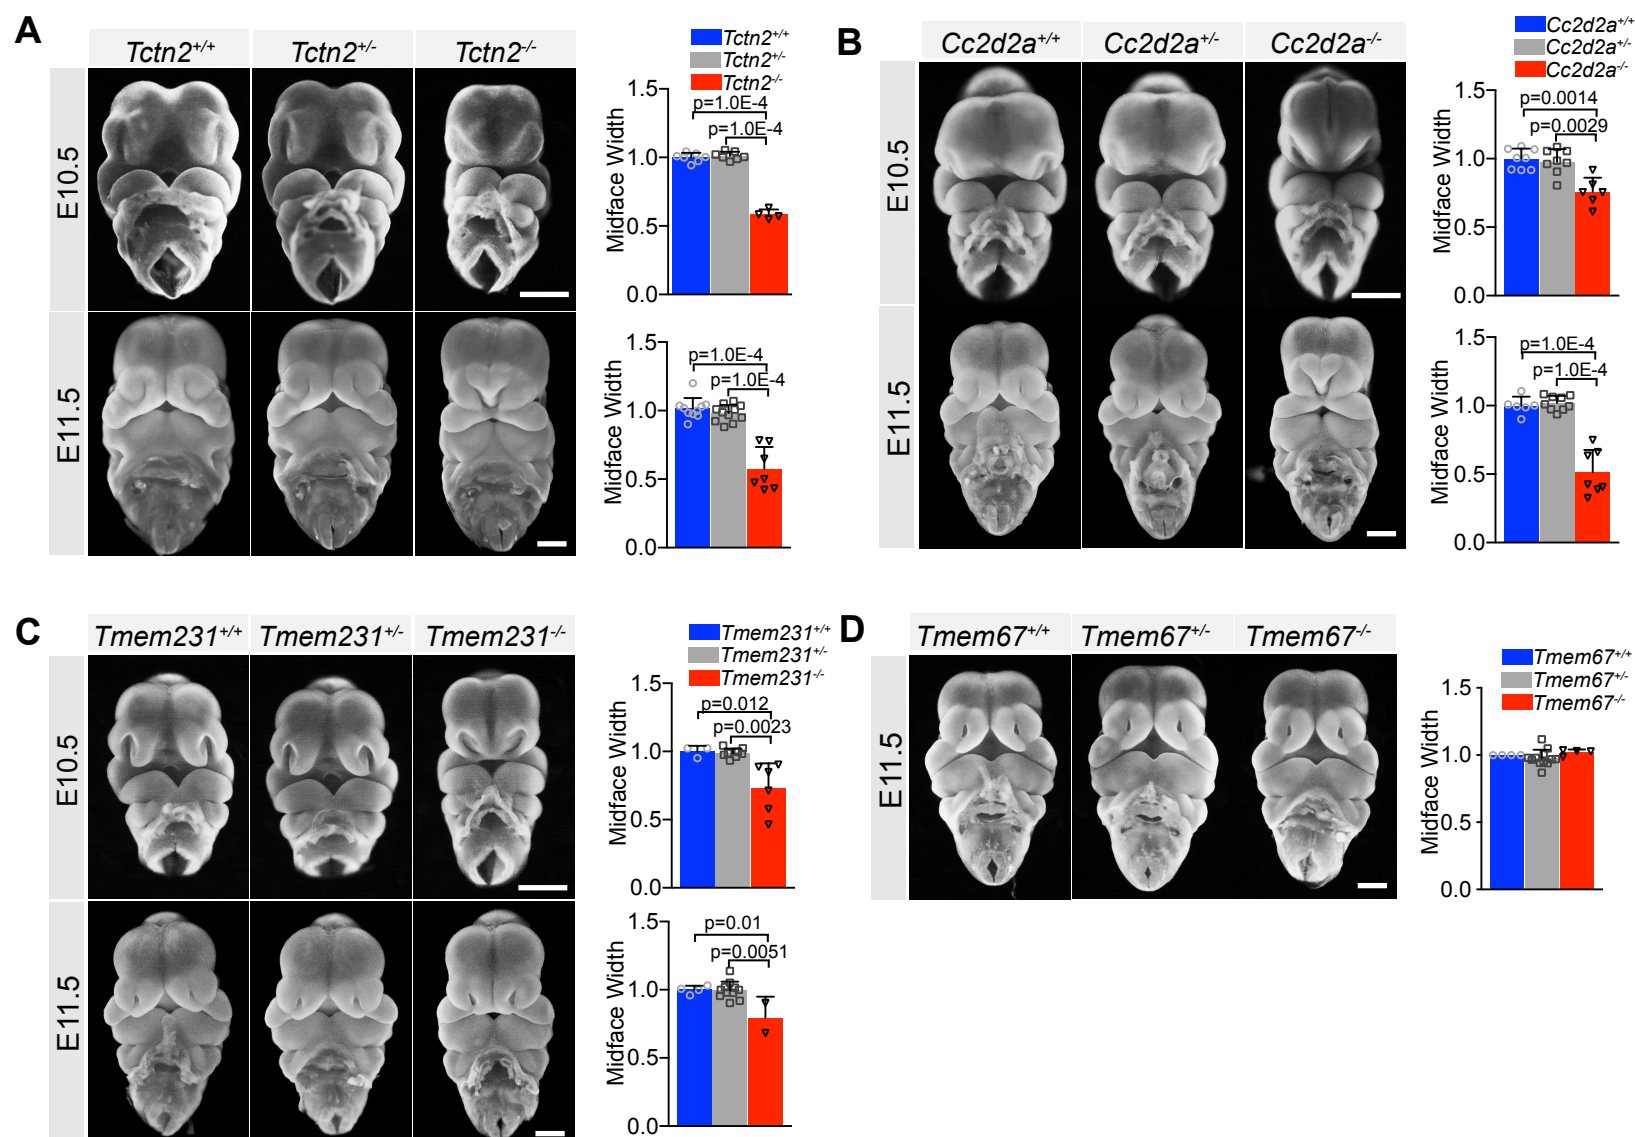 A
Tctn2+/+ Tctn2+/- Tctn2-/-
E10.5
E11.5
Tctn2+/+
Tctn2+/-
Tctn2-/-
1.5
p=1.0E-4
p=1.0E-4
1.0
0.5
0.0
Midface Width
1.5
p=1.0E-4
p=1.0E-4
1.0
0.5
0.0
Midface Width
B
Cc2d2a+/+ Cc2d2a+/- Cc2d2a-/-
E10.5
E11.5
Cc2d2a+/+
Cc2d2a+/-
Cc2d2a-/-
1.5
p=0.0014
p=0.0029
1.0
0.5
0.0
Midface Width
1.5
p=1.0E-4
p=1.0E-4
1.0
0.5
0.0
Midface Width
C
Tmem231+/+ Tmem231+/- Tmem231-/-
E10.5
E11.5
Tmem231+/+
Tmem231+/-
Tmem231-/-
1.5
p=0.012
p=0.0023
1.0
0.5
0.0
Midface Width
1.5
p=0.01
p=0.0051
1.0
0.5
0.0
Midface Width
D
Tmem67+/+ Tmem67+/- Tmem67-/-
E11.5
Tmem67+/+
Tmem67+/-
Tmem67-/-
1.5
1.0
0.5
0.0
Midface Width